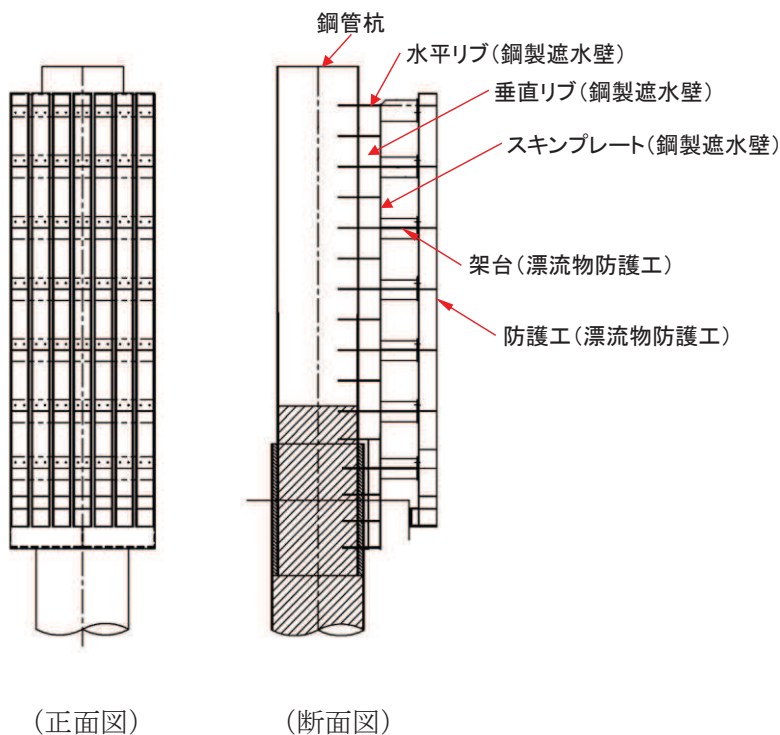 鋼管杭
水平リブ(鋼製遮水壁)
垂直リブ(鋼製遮水壁)
スキンプレート(鋼製遮水壁)
架台(漂流物防護工)
防護工(漂流物防護工)
(正面図)
(断面図)